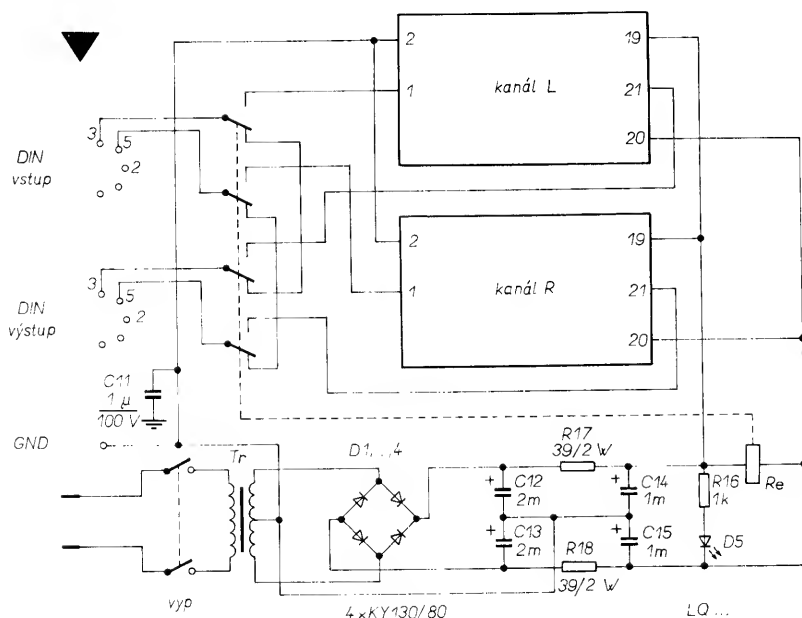 2
19
kanál L
1
21
20
3
5
2
DIN
vstup
2
19
kanál R
1
21
20
3
5
2
DIN
výstup
C11
1 μ
100 V
GND
Tr
D1...4
R17
39/2 W
+
C12
2m
+
C14
1m
R16
1k
Re
+
C13
2m
+
C15
1m
R18
39/2 W
D5
vyp
4×KY130/80
LQ...